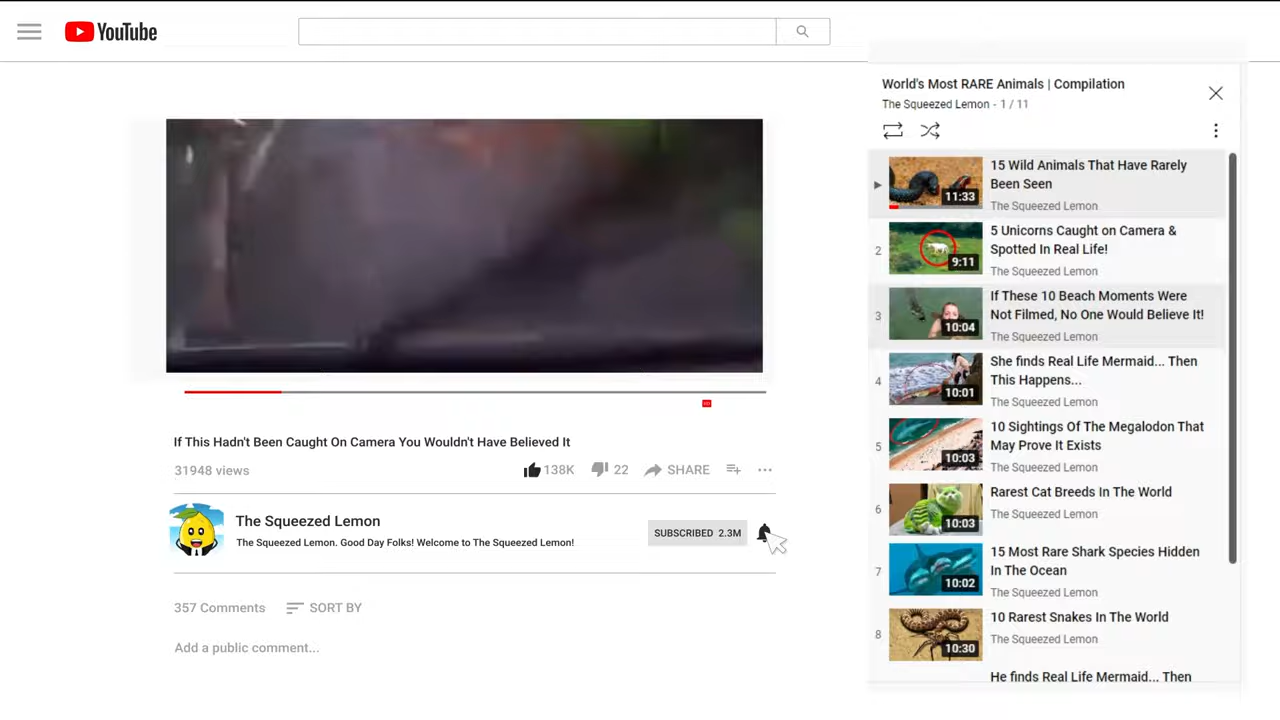 YouTube
World's Most RARE Animals | Compilation
The Squeezed Lemon - 1 / 11
15 Wild Animals That Have Rarely
Been Seen
11:33
The Squeezed Lemon
2
5 Unicorns Caught on Camera &
Spotted In Real Life!
9:11
The Squeezed Lemon
3
If These 10 Beach Moments Were
Not Filmed, No One Would Believe It!
10:04
The Squeezed Lemon
4
She finds Real Life Mermaid... Then
This Happens...
10:01
The Squeezed Lemon
5
10 Sightings Of The Megalodon That
May Prove It Exists
10:03
The Squeezed Lemon
6
Rarest Cat Breeds In The World
The Squeezed Lemon
10:03
7
15 Most Rare Shark Species Hidden
In The Ocean
10:02
The Squeezed Lemon
8
10 Rarest Snakes In The World
The Squeezed Lemon
10:30
He finds Real Life Mermaid... Then
HD
If This Hadn't Been Caught On Camera You Wouldn't Have Believed It
31948 views
138K 22 SHARE
The Squeezed Lemon
The Squeezed Lemon. Good Day Folks! Welcome to The Squeezed Lemon!
SUBSCRIBED 2.3M
357 Comments SORT BY
Add a public comment...